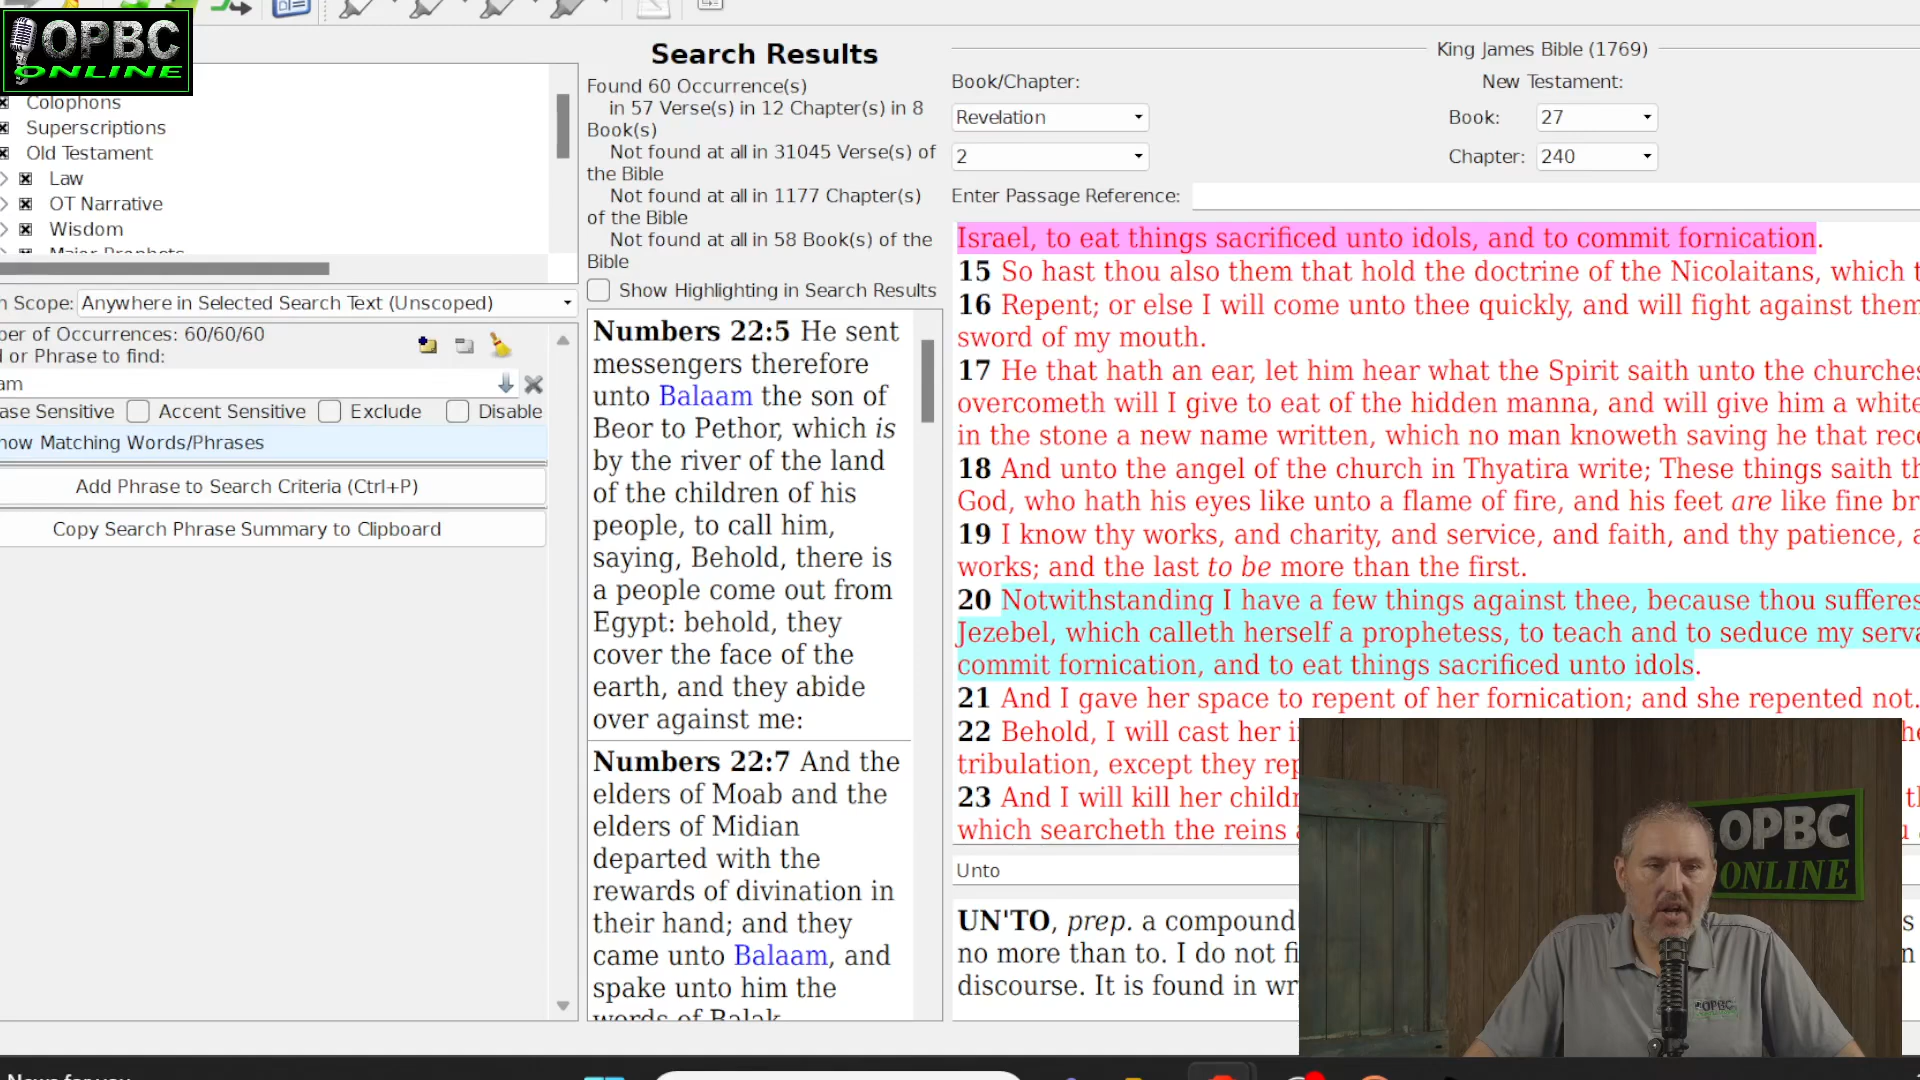 OPBC
ONLINE
Colophons
Superscriptions
Old Testament
Law
OT Narrative
Wisdom
Major Prophets
Scope: Anywhere in Selected Search Text (Unscoped)
of Occurrences: 60/60/60
or Phrase to find:
am
Sensitive Accent Sensitive Exclude Disable
Matching Words/Phrases
Add Phrase to Search Criteria (Ctrl+P)
Copy Search Phrase Summary to Clipboard
Search Results
Found 60 Occurrence(s)
in 57 Verse(s) in 12 Chapter(s) in 8
Book(s)
Not found at all in 31045 Verse(s) of
the Bible
Not found at all in 1177 Chapter(s)
of the Bible
Not found at all in 58 Book(s) of the
Bible
Show Highlighting in Search Results
Numbers 22:5 He sent
messengers therefore
unto Balaam the son of
Beor to Pethor, which is
by the river of the land
of the children of his
people, to call him,
saying, Behold, there is
a people come out from
Egypt: behold, they
cover the face of the
earth, and they abide
over against me:
Numbers 22:7 And the
elders of Moab and the
elders of Midian
departed with the
rewards of divination in
their hand; and they
came unto Balaam, and
spake unto him the
words of Balak
King James Bible (1769)
Book/Chapter:
New Testament:
Revelation
Book: 27
2
Chapter: 240
Enter Passage Reference:
Israel, to eat things sacrificed unto idols, and to commit fornication.
15 So hast thou also them that hold the doctrine of the Nicolaitans, which
16 Repent; or else I will come unto thee quickly, and will fight against them
sword of my mouth.
17 He that hath an ear, let him hear what the Spirit saith unto the churches
overcometh will I give to eat of the hidden manna, and will give him a white
in the stone a new name written, which no man knoweth saving he that
18 And unto the angel of the church in Thyatira write; These things saith
God, who hath his eyes like unto a flame of fire, and his feet are like fine
19 I know thy works, and charity, and service, and faith, and thy patience,
works; and the last to be more than the first.
20 Notwithstanding I have a few things against thee, because thou
Jezebel, which calleth herself a prophetess, to teach and to seduce my
commit fornication, and to eat things sacrificed unto idols.
21 And I gave her space to repent of her fornication; and she repented not.
22 Behold, I will cast her
tribulation, except they
23 And I will kill her
which searcheth the reins
Unto
UN'TO, prep. a compound
no more than to. I do not
discourse. It is found in
OPBC
ONLINE
OPBC
News for you